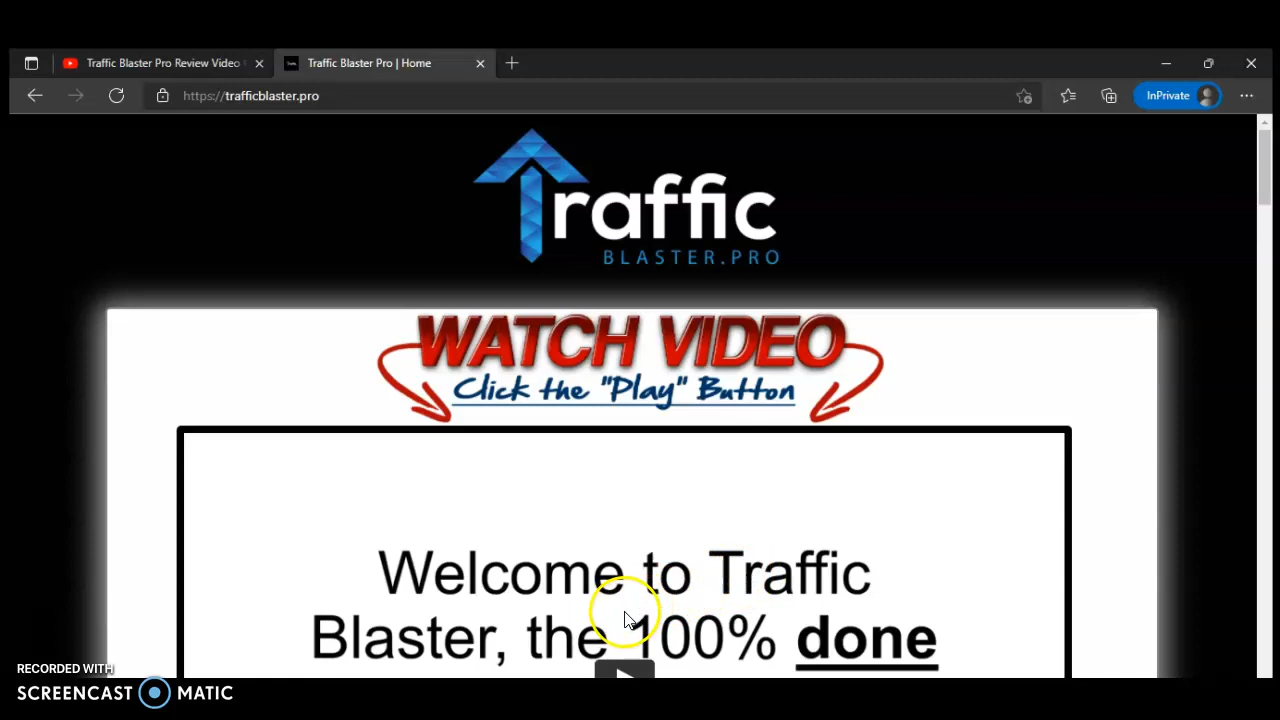 Traffic Blaster Pro Review Video
Traffic Blaster Pro | Home
https://trafficblaster.pro
InPrivate
Traffic
BLASTER.PRO
WATCH VIDEO
Click the "Play" Button
Welcome to Traffic
Blaster, the 100% done
RECORDED WITH
SCREENCAST MATIC